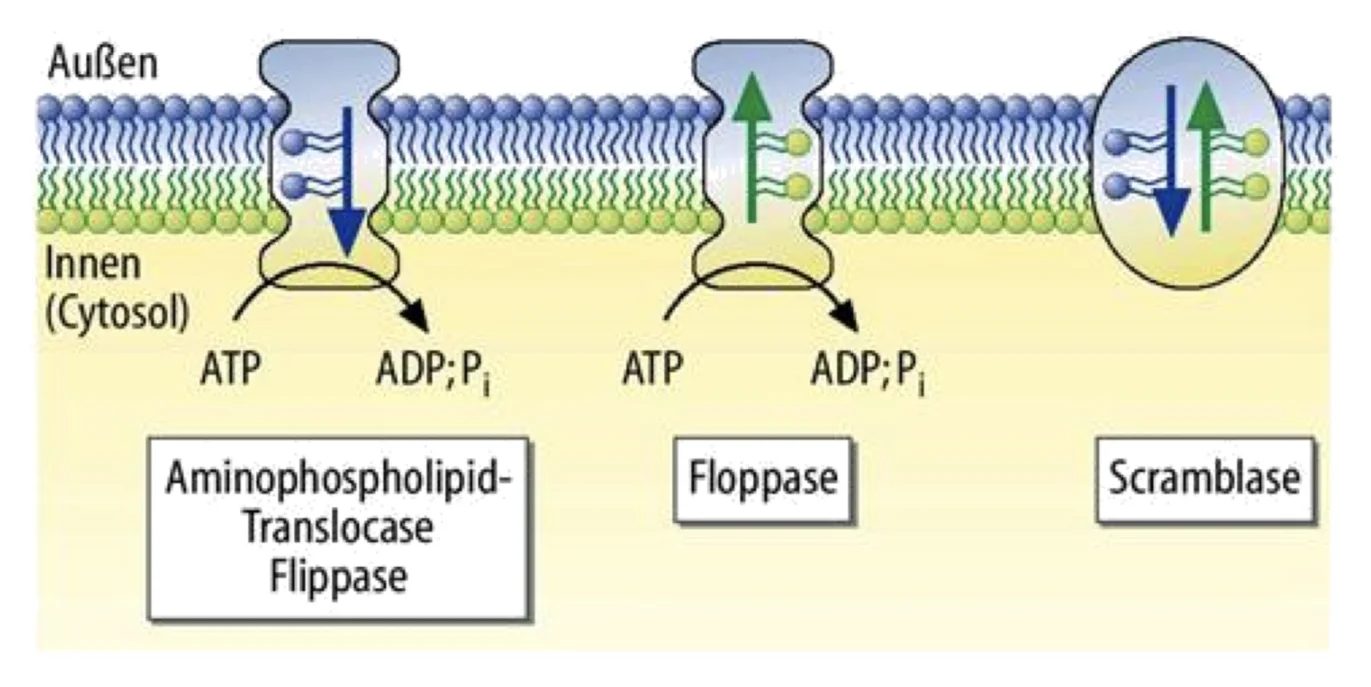 Außen
Innen
(Cytosol)
ATP
ADP; Pi
ATP
ADP; Pi
Aminophospholipid-
Translocase
Flippase
Floppase
Scramblase